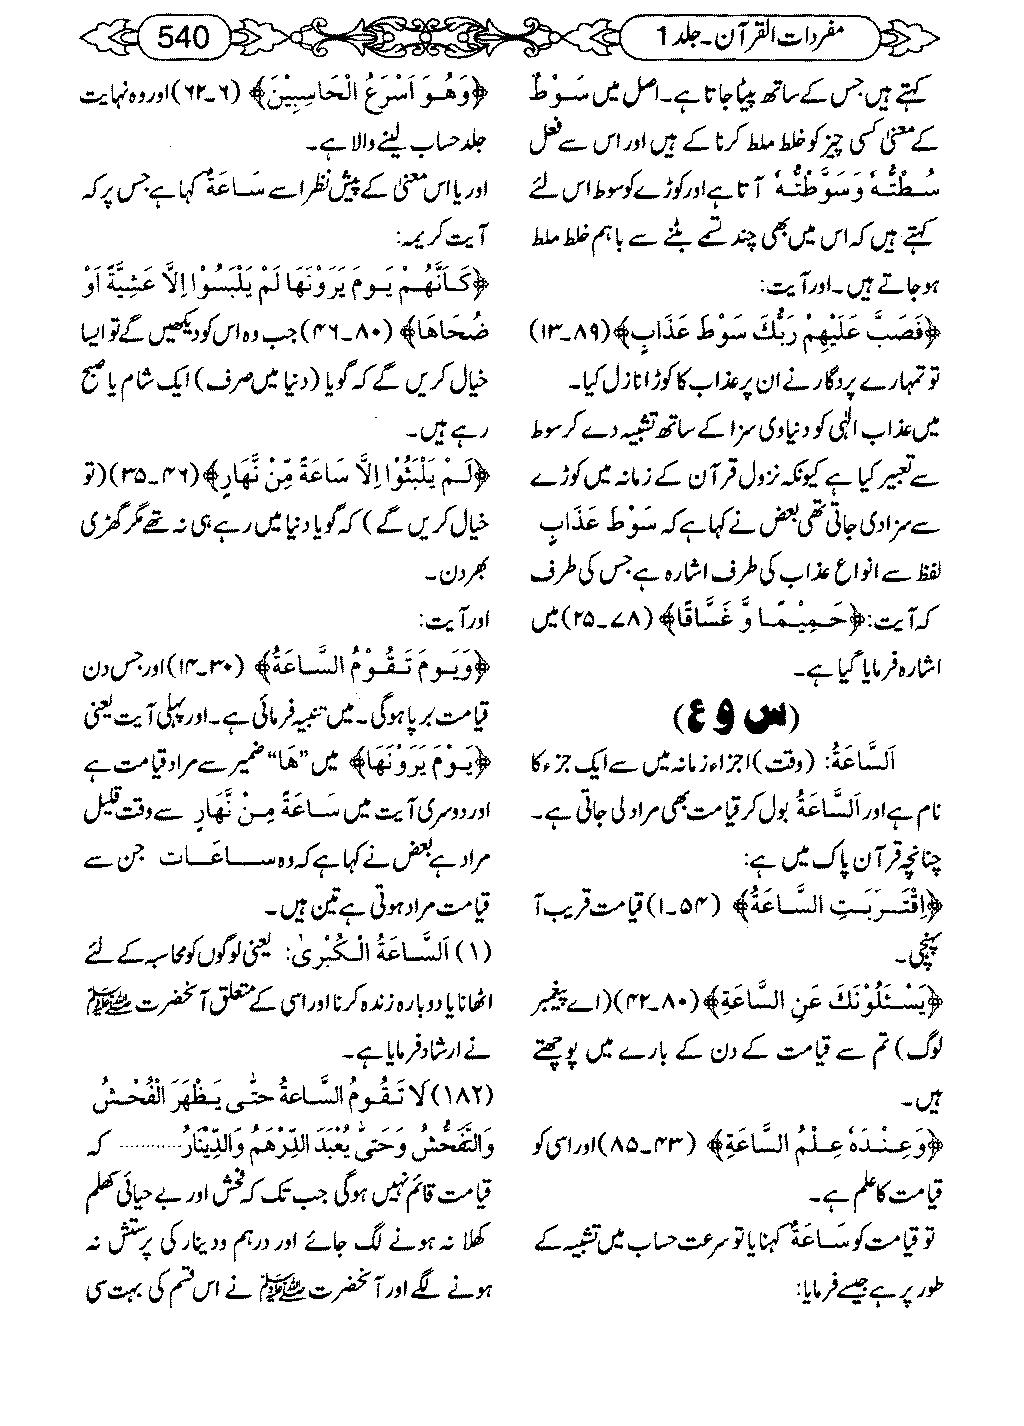 مفردات القرآن۔جلد 1
540
کہتے ہیں جس کے ساتھ پیٹا جاتا ہے۔اصل میں سَوْطٌ
کے معنی کسی چیز کو خلط ملط کرنا کے ہیں اور اس سے فعل
سُطْتُّهٗ وَسَوَّطْتُّهٗ آتا ہے اور کوڑے کو سوط اس لئے
کہتے ہیں کہ اس میں بھی چند تسمے بٹنے سے باہم خلط ملط
ہو جاتے ہیں۔اور آیت:
﴿فَصَبَّ عَلَيْهِمْ رَبُّكَ سَوْطَ عَذَابٍ﴾ (۸۹۔۱۳)
تو تمہارے پردگار نے ان پر عذاب کا کوڑا نازل کیا۔
میں عذاب الٰہی کو دنیاوی سزا کے ساتھ تشبیہ دے کر سوط
سے تعبیر کیا ہے کیونکہ نزول قرآن کے زمانہ میں کوڑے
سے سزا دی جاتی تھی بعض نے کہا ہے کہ سَوْطَ عَذَابٍ
لفظ سے انواع عذاب کی طرف اشارہ ہے جس کی طرف
کہ آیت: ﴿حَمِيْمًا وَّ غَسَّاقًا﴾ (۷۸۔۲۵) میں
اشارہ فرمایا گیا ہے۔
(س و ع)
اَلسَّاعَةُ: (وقت) اجزاء زمانہ میں سے ایک جزء کا
نام ہے اور اَلسَّاعَةُ بول کر قیامت بھی مراد لی جاتی ہے۔
چنانچہ قرآن پاک میں ہے:
﴿اِقْتَرَبَتِ السَّاعَةُ﴾ (۵۴۔۱) قیامت قریب آ
پہنچی۔
﴿يَسْئَلُوْنَكَ عَنِ السَّاعَةِ﴾ (۸۰۔۴۲) (اے پیغمبر
لوگ) تم سے قیامت کے دن کے بارے میں پوچھتے
ہیں۔
﴿وَعِنْدَهٗ عِلْمُ السَّاعَةِ﴾ (۴۳۔۸۵) اور اسی کو
قیامت کا علم ہے۔
تو قیامت کو سَاعَةٌ کہنا یا تو سرعت حساب میں تشبیہ کے
طور پر ہے جیسے فرمایا:
﴿وَهُوَ اَسْرَعُ الْحَاسِبِيْنَ﴾ (۶۔۶۲) اور وہ نہایت
جلد حساب لینے والا ہے۔
اور یا اس معنی کے پیش نظر اسے سَاعَةٌ کہا ہے جس پر کہ
آیت کریمہ:
﴿كَاَنَّهُمْ يَوْمَ يَرَوْنَهَا لَمْ يَلْبَسُوْا اِلَّا عَشِيَّةً اَوْ
ضُحَاهَا﴾ (۸۰۔۴۶) جب وہ اس کو دیکھیں گے تو ایسا
خیال کریں گے کہ گویا (دنیا میں صرف) ایک شام یا صبح
رہے ہیں۔
﴿لَمْ يَلْبَثُوْا اِلَّا سَاعَةً مِّنْ نَّهَارٍ﴾ (۴۶۔۳۵) (تو
خیال کریں گے) کہ گویا دنیا میں رہے ہی نہ تھے مگر گھڑی
بھر دن۔
اور آیت:
﴿وَيَوْمَ تَقُوْمُ السَّاعَةُ﴾ (۳۰۔۱۴) اور جس دن
قیامت برپا ہو گی۔ میں تنبیہ فرمائی ہے۔اور پہلی آیت یعنی
﴿يَوْمَ يَرَوْنَهَا﴾ میں ”هَا“ ضمیر سے مراد قیامت ہے
اور دوسری آیت میں سَاعَةً مِنْ نَّهَارٍ سے وقت قلیل
مراد ہے بعض نے کہا ہے کہ وہ سَاعَات جن سے
قیامت مراد ہوتی ہے تین ہیں۔
(۱) اَلسَّاعَةُ الْكُبْرىٰ: یعنی لوگوں کو محاسبہ کے لئے
اٹھانا یا دوبارہ زندہ کرنا اور اسی کے متعلق آنحضرت ﷺ
نے ارشاد فرمایا ہے۔
(۱۸۲) لَا تَقُومُ السَّاعةُ حتّٰى يَظْهَرَ الْفُحْشُ
وَالتَّفَحُّشُ وَحَتىّٰ يُعْبَدَ الدِّرْهَمُ وَالدِّيْنَارُ........... کہ
قیامت قائم نہیں ہو گی جب تک کہ فحش اور بے حیائی کھلم
کھلا نہ ہونے لگ جائے اور درہم و دینار کی پرستش نہ
ہونے لگے اور آنحضرت ﷺ نے اس قسم کی بہت سی